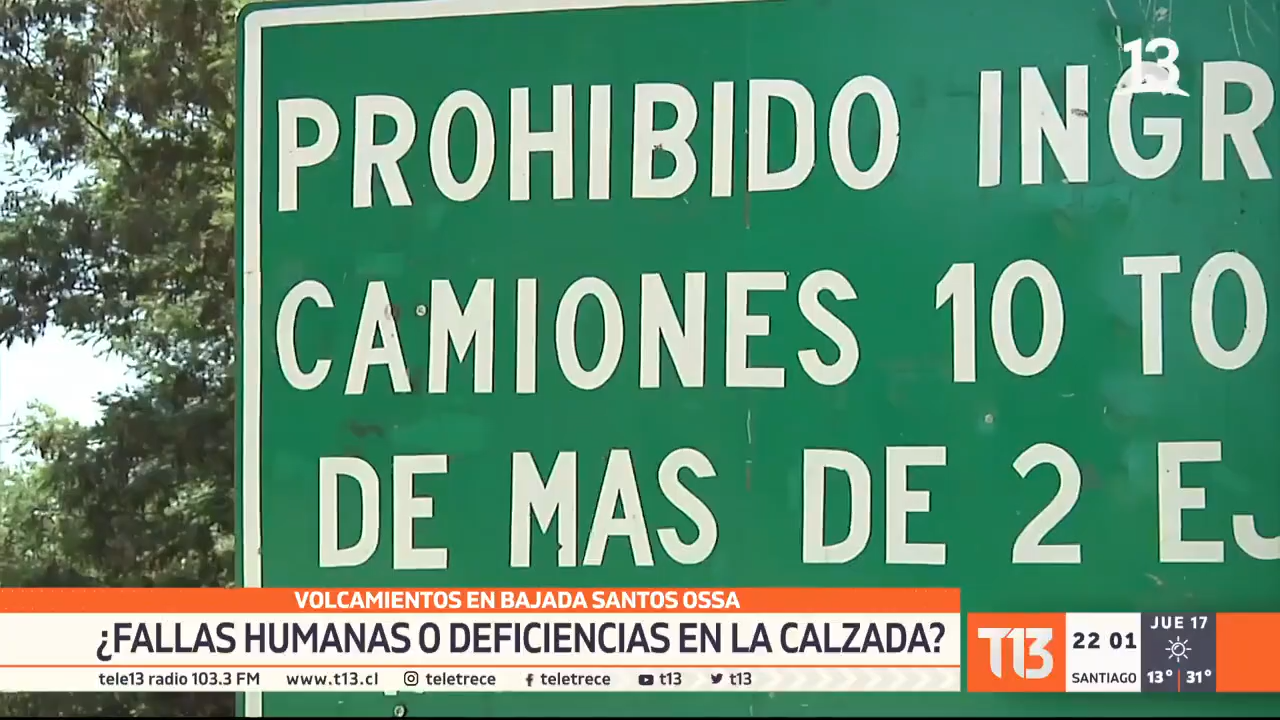 13
PROHIBIDO INGR
CAMIONES 10 TO
DE MAS DE 2 EJ
VOLCAMIENTOS EN BAJADA SANTOS OSSA
¿FALLAS HUMANAS O DEFICIENCIAS EN LA CALZADA?
tele13 radio 103.3 FM www.t13.cl teletrece teletrece t13 t13
T13
22 01
SANTIAGO
JUE 17
13° 31°